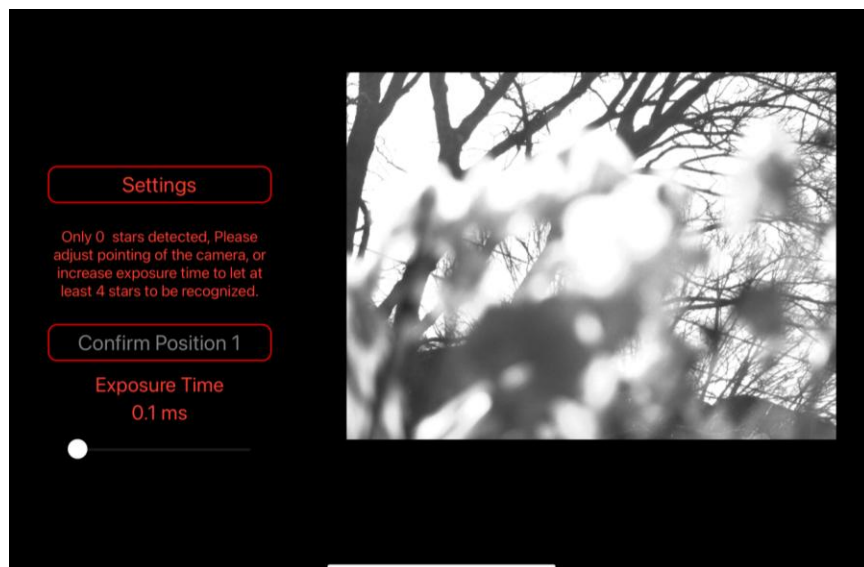 Settings
Only 0 stars detected, Please
adjust pointing of the camera, or
increase exposure time to let at
least 4 stars to be recognized.
Confirm Position 1
Exposure Time
0.1 ms